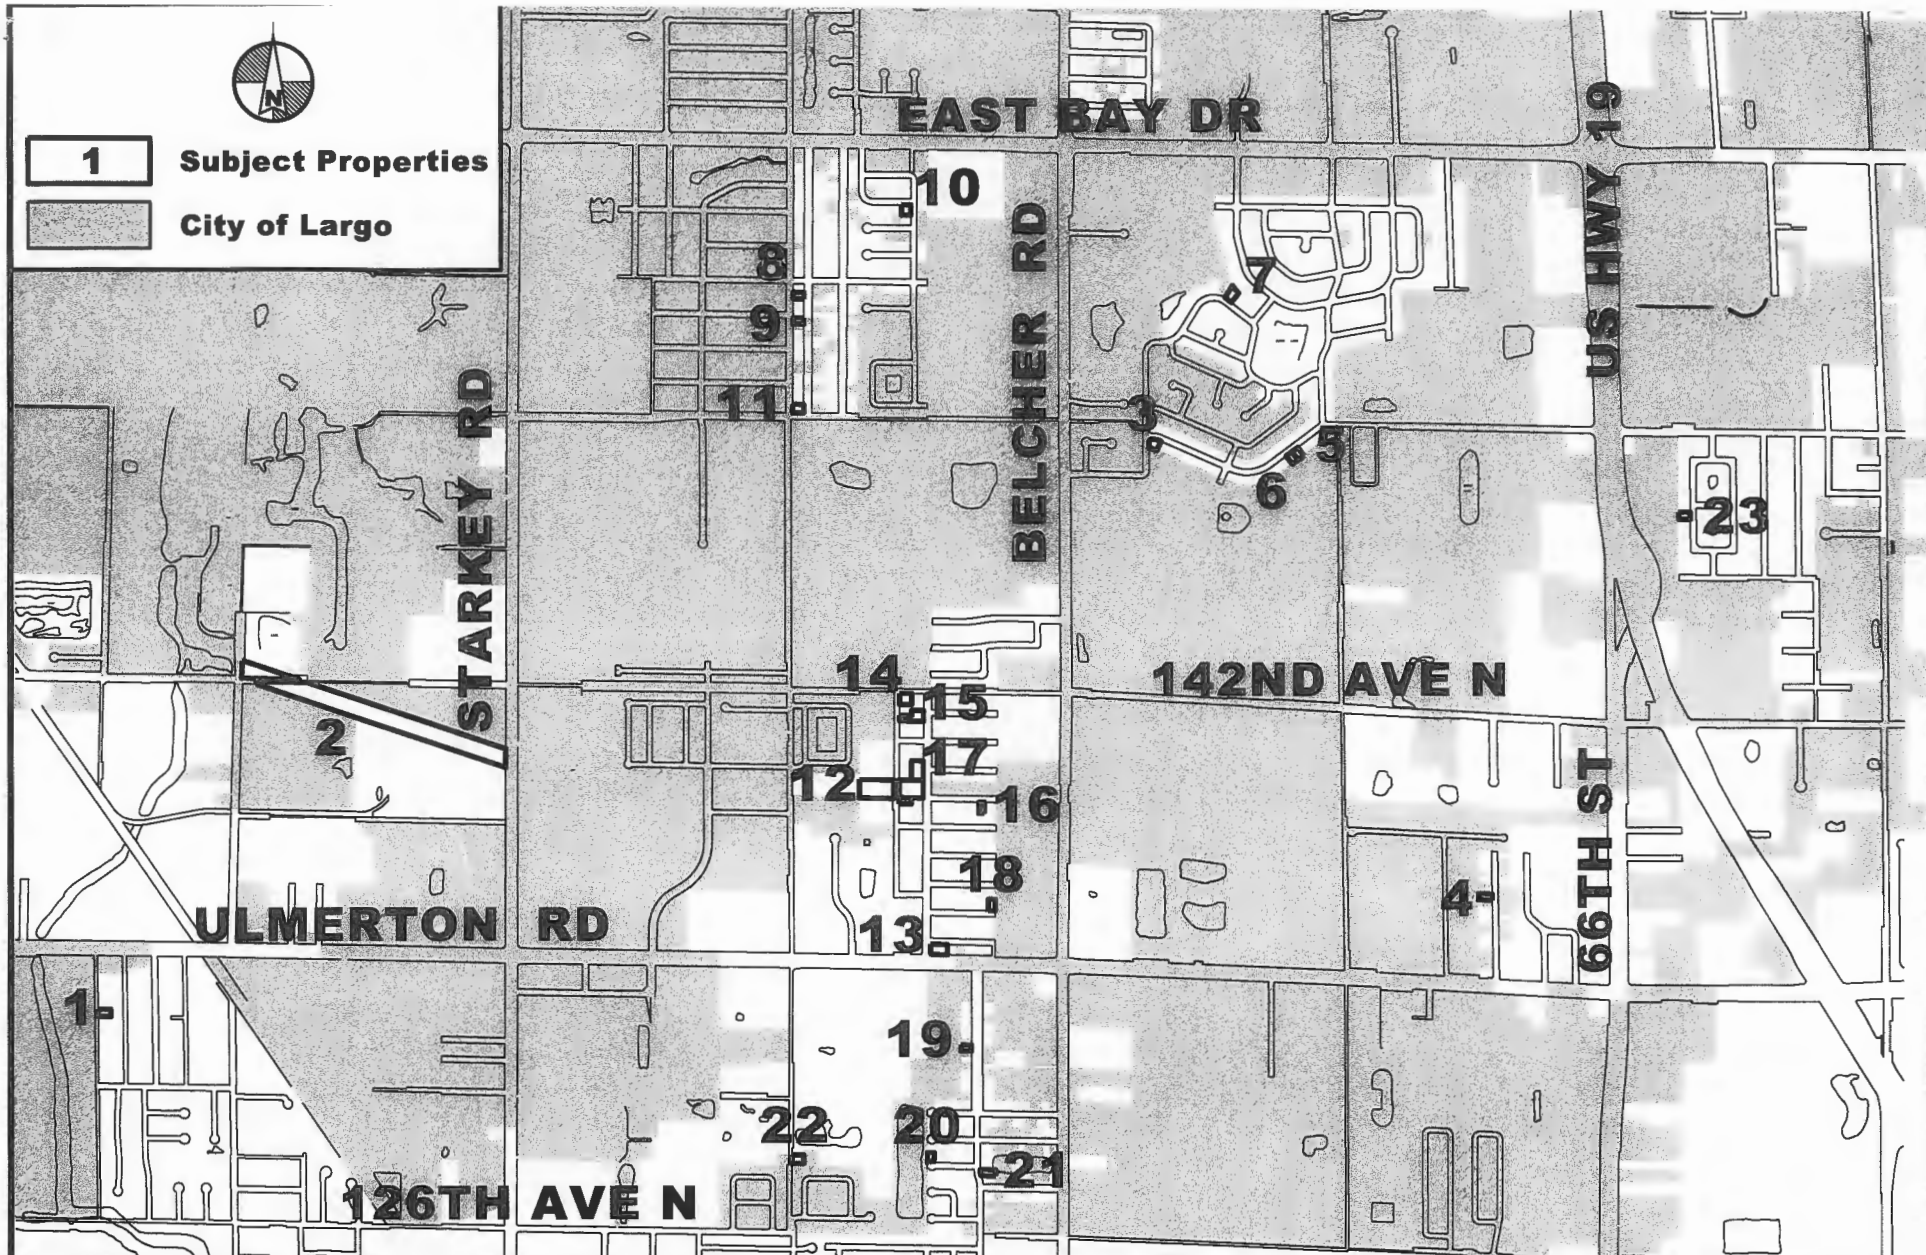 N
1 Subject Properties
City of Largo
EAST BAY DR
US HWY 19
BELCHER RD
STARKEY RD
10
8
7
9
11
3
5
6
23
14
142ND AVE N
15
2
17
12
16
66TH ST
18
4
ULMERTON RD
13
1
19
22
20
21
126TH AVE N